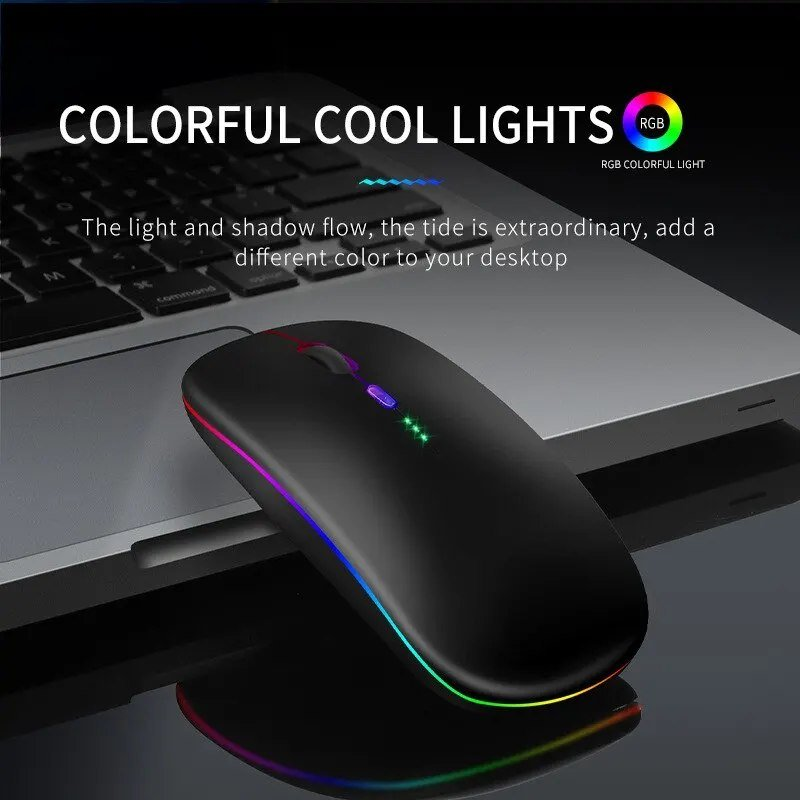 COLORFUL COOL LIGHTS
RGB
RGB COLORFUL LIGHT
The light and shadow flow, the tide is extraordinary, add a
different color to your desktop
command
option